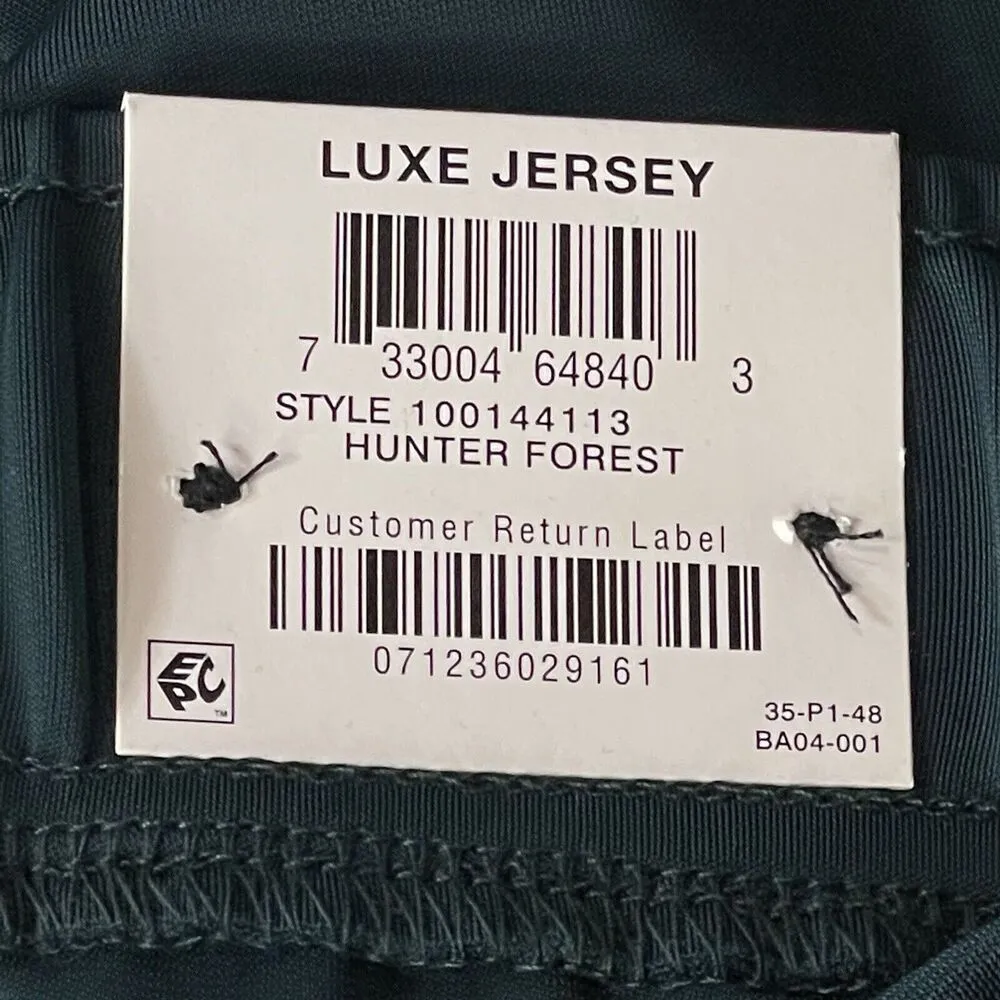 LUXE JERSEY
7 33004 64840 3
STYLE 100144113
HUNTER FOREST
Customer Return Label
071236029161
EPC
TM
35-P1-48
BA04-001